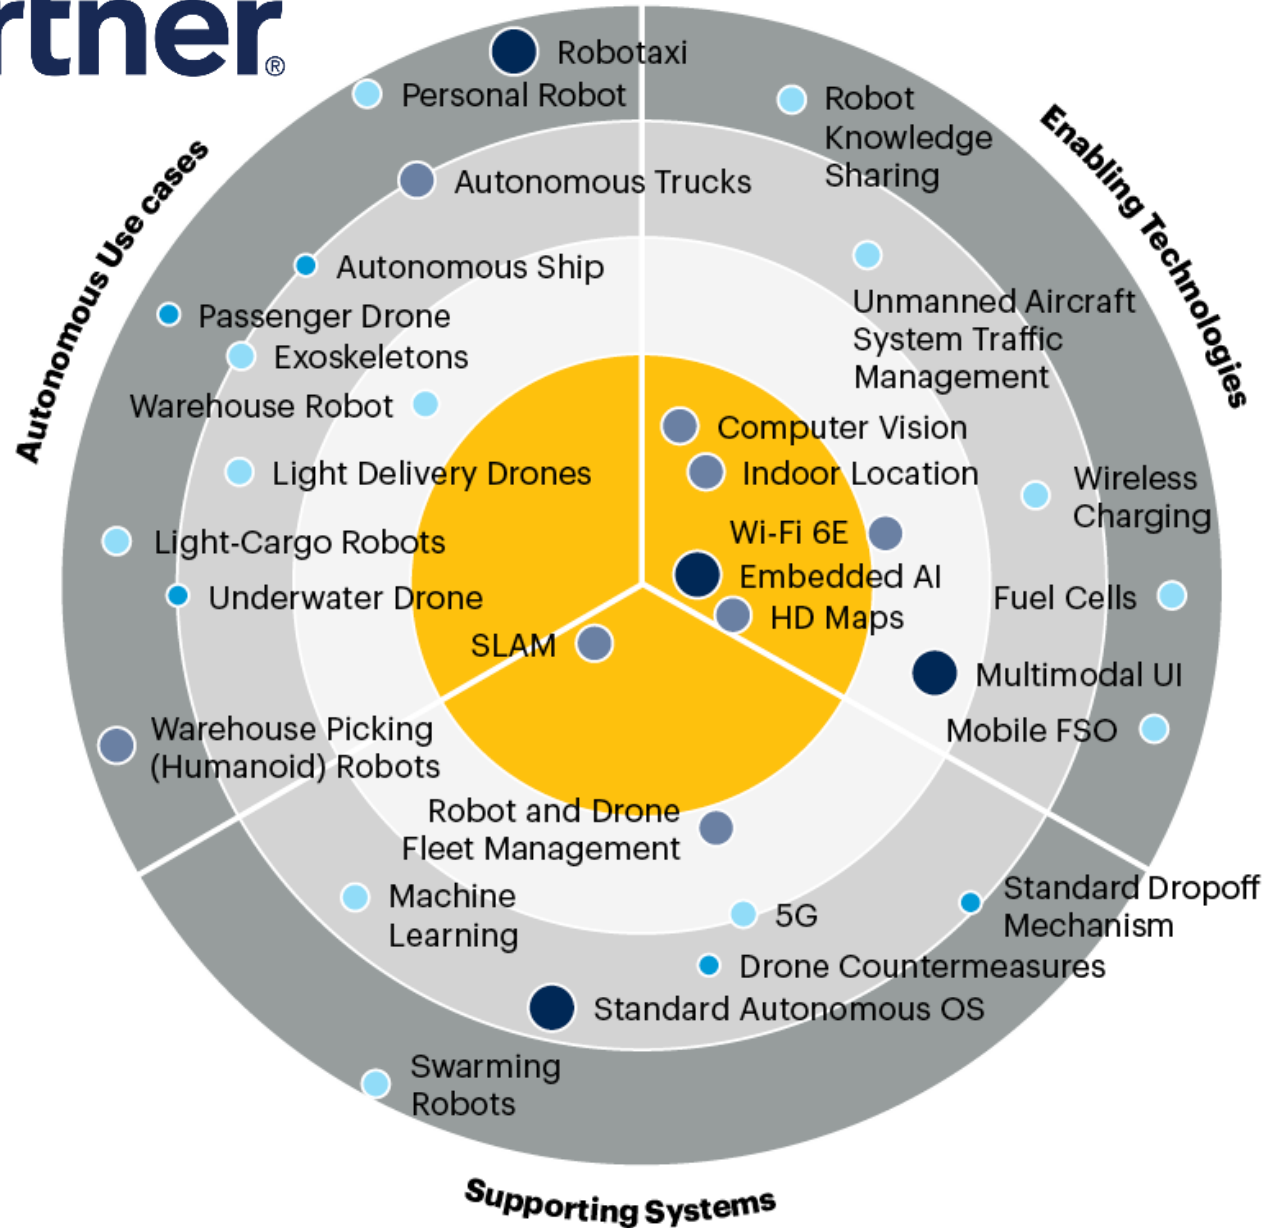 rtner®
Robotaxi
Personal Robot
Autonomous Trucks
Autonomous Ship
Passenger Drone
Exoskeletons
Warehouse Robot
Light Delivery Drones
Light-Cargo Robots
Underwater Drone
SLAM
Warehouse Picking
(Humanoid) Robots
Autonomous Use cases
Robot
Knowledge
Sharing
Enabling Technologies
Unmanned Aircraft
System Traffic
Management
Computer Vision
Indoor Location
Wireless
Charging
Wi-Fi 6E
Embedded AI
HD Maps
Fuel Cells
Multimodal UI
Mobile FSO
Robot and Drone
Fleet Management
Machine
Learning
5G
Standard Dropoff
Mechanism
Drone Countermeasures
Standard Autonomous OS
Swarming
Robots
Supporting Systems